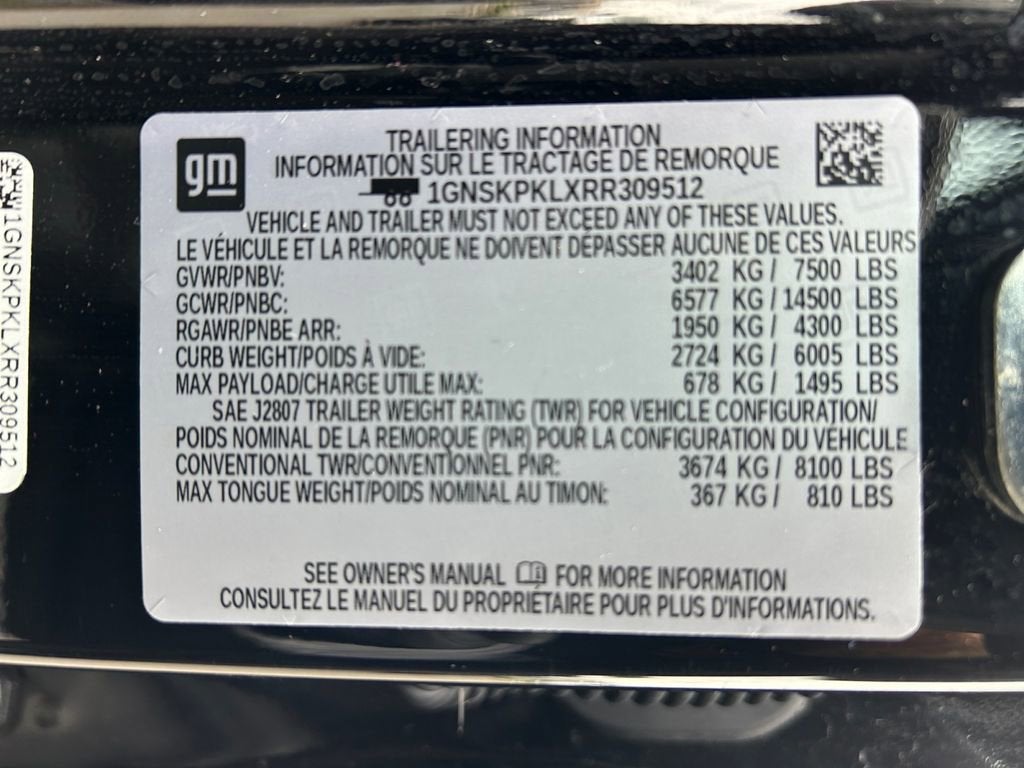 gm
TRAILERING INFORMATION
INFORMATION SUR LE TRACTAGE DE REMORQUE
1GNSKPKLXRR309512
VEHICLE AND TRAILER MUST NOT EXCEED ANY OF THESE VALUES.
LE VÉHICULE ET LA REMORQUE NE DOIVENT DÉPASSER AUCUNE DE CES VALEURS
GVWR/PNBV: 3402 KG / 7500 LBS
GCWR/PNBC: 6577 KG / 14500 LBS
RGAWR/PNBE ARR: 1950 KG / 4300 LBS
CURB WEIGHT/POIDS À VIDE: 2724 KG / 6005 LBS
MAX PAYLOAD/CHARGE UTILE MAX: 678 KG / 1495 LBS
SAE J2807 TRAILER WEIGHT RATING (TWR) FOR VEHICLE CONFIGURATION/
POIDS NOMINAL DE LA REMORQUE (PNR) POUR LA CONFIGURATION DU VÉHICULE
CONVENTIONAL TWR/CONVENTIONNEL PNR: 3674 KG / 8100 LBS
MAX TONGUE WEIGHT/POIDS NOMINAL AU TIMON: 367 KG / 810 LBS
SEE OWNER'S MANUAL FOR MORE INFORMATION
CONSULTEZ LE MANUEL DU PROPRIÉTAIRE POUR PLUS D'INFORMATIONS.
1GNSKPKLXRR309512